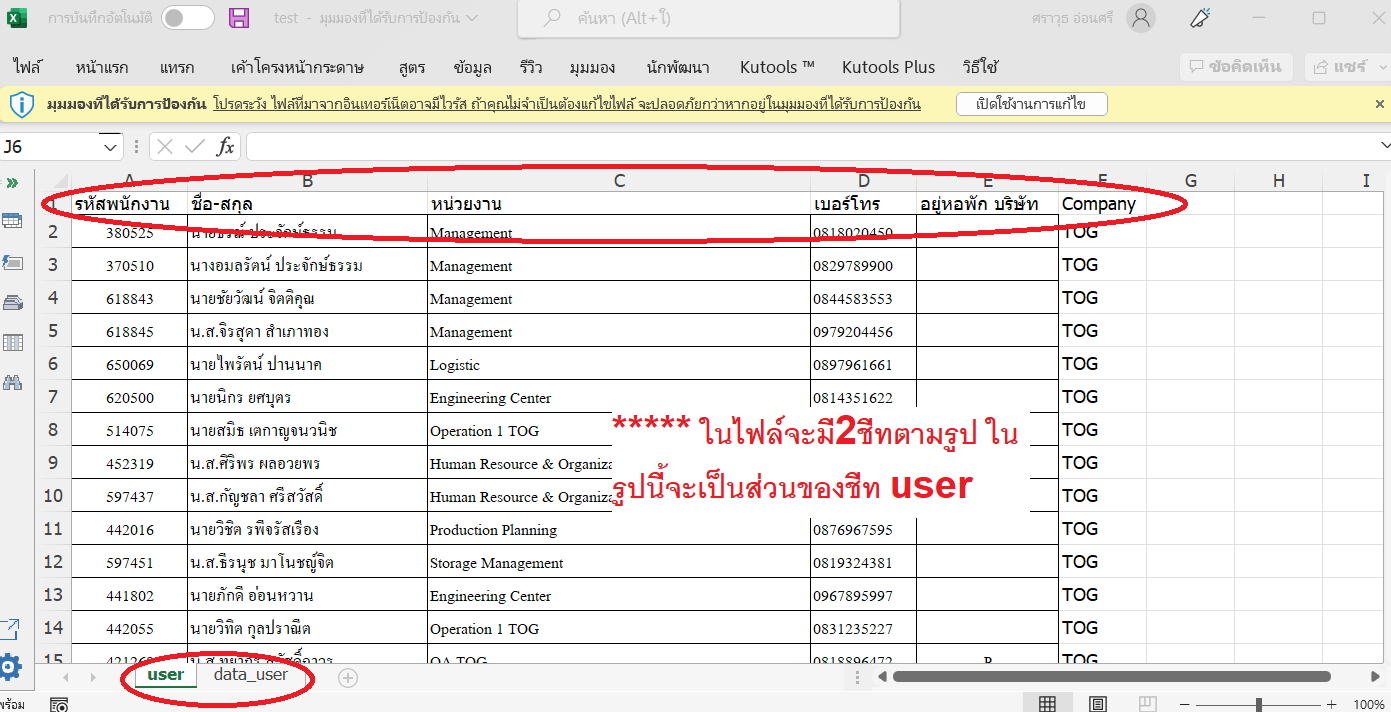 การบันทึกอัตโนมัติ test - มุมมองที่ได้รับการป้องกัน ค้นหา (Alt+ใ) ศราวุธ อ่อนศรี
ไฟล์ หน้าแรก แทรก เค้าโครงหน้ากระดาษ สูตร ข้อมูล รีวิว มุมมอง นักพัฒนา Kutools ™ Kutools Plus วิธีใช้ ข้อคิดเห็น แชร์
มุมมองที่ได้รับการป้องกัน โปรดระวัง ไฟล์ที่มาจากอินเทอร์เน็ตอาจมีไวรัส ถ้าคุณไม่จำเป็นต้องแก้ไขไฟล์ จะปลอดภัยกว่าหากอยู่ในมุมมองที่ได้รับการป้องกัน เปิดใช้งานการแก้ไข
J6 fx
A B C D E F G H I
1 รหัสพนักงาน ชื่อ-สกุล หน่วยงาน เบอร์โทร อยู่หอพัก บริษัท Company
2 380525 นายธรณ์ ประจักษ์ธรรม Management 0818020450 TOG
3 370510 นางอมลรัตน์ ประจักษ์ธรรม Management 0829789900 TOG
4 618843 นายชัยวัฒน์ จิตติคุณ Management 0844583553 TOG
5 618845 น.ส.จิรสุดา สำเภาทอง Management 0979204456 TOG
6 650069 นายไพรัตน์ ปานนาค Logistic 0897961661 TOG
7 620500 นายนิกร ยศบุตร Engineering Center 0814351622 TOG
8 514075 นายสมิธ เตกาญจนวนิช Operation 1 TOG TOG
9 452319 น.ส.ศิริพร ผลอวยพร Human Resource & Organiza TOG
10 597437 น.ส.กัญชลา ศรีสวัสดิ์ Human Resource & Organiza TOG
***** ในไฟล์จะมี2ชีทตามรูป ใน
รูปนี้จะเป็นส่วนของชีท user
11 442016 นายวิชิต รพีจรัสเรือง Production Planning 0876967595 TOG
12 597451 น.ส.ธีรนุช มาโนชญ์จิต Storage Management 0819324381 TOG
13 441802 นายภักดี อ่อนหวาน Engineering Center 0967895997 TOG
14 442055 นายวิทิต กุลปราณีต Operation 1 TOG 0831235227 TOG
15 QA TOG 0818896472 TOG
user data_user
พร้อม 100%